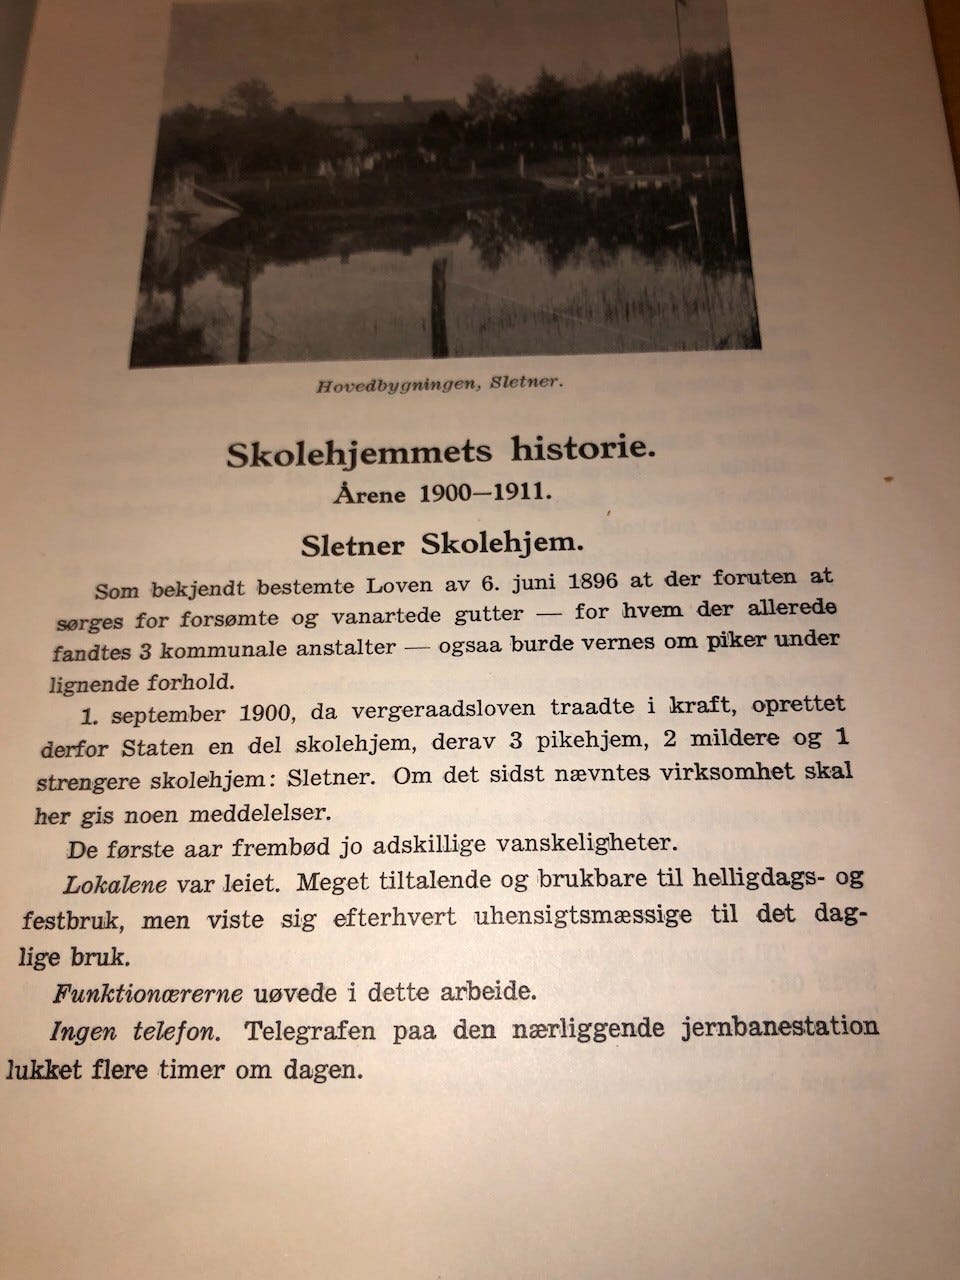 Hovedbygningen, Sletner.
Skolehjemmets historie.
Årene 1900—1911.
Sletner Skolehjem.
Som bekjendt bestemte Loven av 6. juni 1896 at der foruten at
sørges for forsømte og vanartede gutter — for hvem der allerede
fandtes 3 kommunale anstalter — ogsaa burde vernes om piker under
lignende forhold.
1. september 1900, da vergeraadsloven traadte i kraft, oprettet
derfor Staten en del skolehjem, derav 3 pikehjem, 2 mildere og 1
strengere skolehjem: Sletner. Om det sidst nævntes virksomhet skal
her gis noen meddelelser.
De første aar frembød jo adskillige vanskeligheter.
Lokalene var leiet. Meget tiltalende og brukbare til helligdags- og
festbruk, men viste sig efterhvert uhensigtsmæssige til det dag-
lige bruk.
Funktionærerne uøvede i dette arbeide.
Ingen telefon. Telegrafen paa den nærliggende jernbanestation
lukket flere timer om dagen.